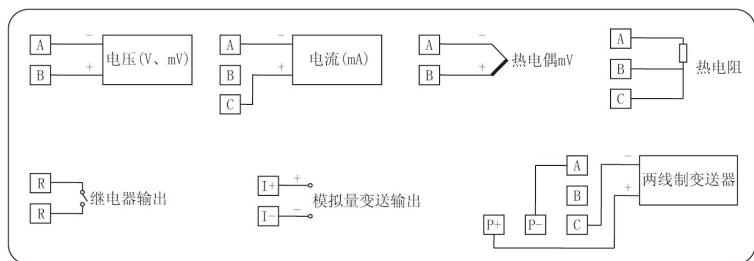 A
−
B
+
电压(V、mV)
A
−
B
+
C
电流(mA)
A
−
B
+
热电偶mV
A
B
C
热电阻
R
R
继电器输出
I+
+
I-
−
模拟量变送输出
P+
P-
A
B
C
−
+
两线制变送器